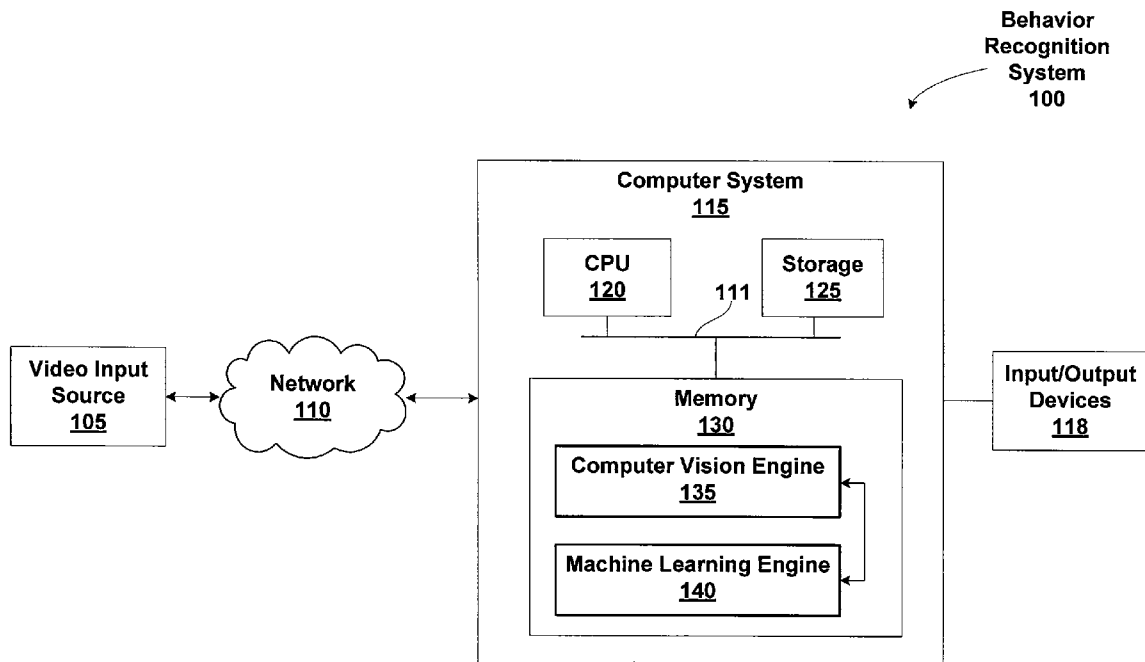 Behavior
Recognition
System
100
Computer System
115
CPU
120
Storage
125
111
Video Input
Source
105
Network
110
Memory
130
Input/Output
Devices
118
Computer Vision Engine
135
Machine Learning Engine
140